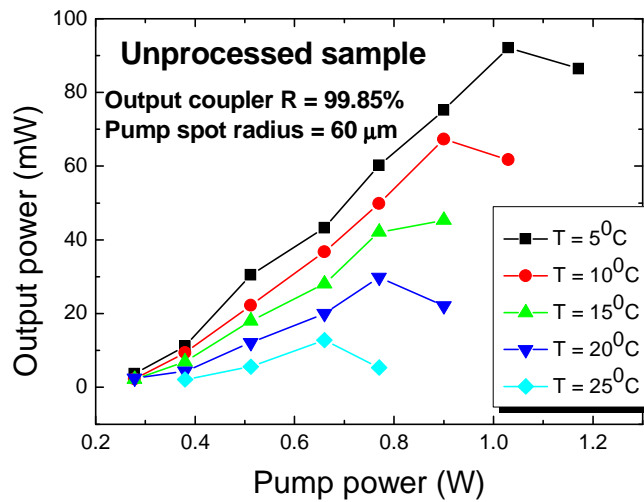 Unprocessed sample
Output coupler R = 99.85%
Pump spot radius = 60 μm
Output power (mW)
100
80
60
40
20
0
0.2
0.4
0.6
0.8
1.0
1.2
Pump power (W)
T = 5⁰C
T = 10⁰C
T = 15⁰C
T = 20⁰C
T = 25⁰C